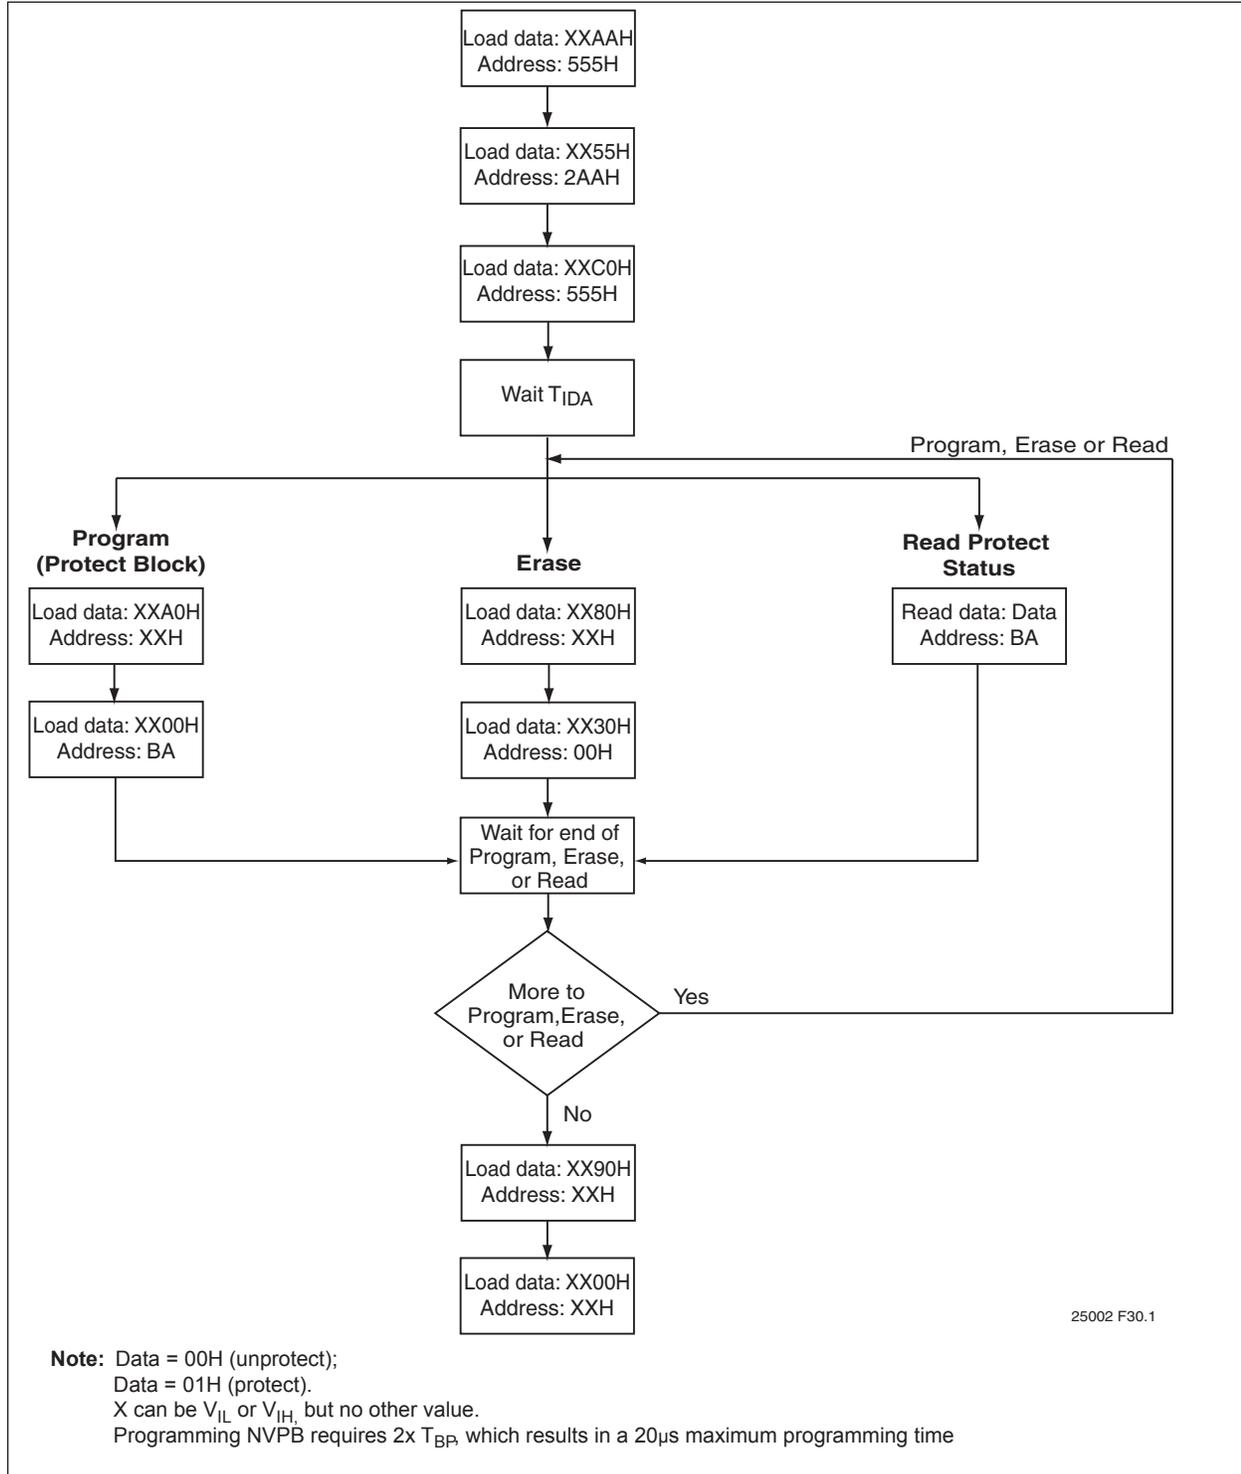 Load data: XXAAH
Address: 555H
Load data: XX55H
Address: 2AAH
Load data: XXC0H
Address: 555H
Wait TIDA
Program, Erase or Read
Program
(Protect Block)
Load data: XXA0H
Address: XXH
Load data: XX00H
Address: BA
Erase
Load data: XX80H
Address: XXH
Load data: XX30H
Address: 00H
Read Protect
Status
Read data: Data
Address: BA
Wait for end of
Program, Erase,
or Read
More to
Program,Erase,
or Read
Yes
No
Load data: XX90H
Address: XXH
Load data: XX00H
Address: XXH
25002 F30.1
Note: Data = 00H (unprotect);
Data = 01H (protect).
X can be VIL or VIH, but no other value.
Programming NVPB requires 2x TBP, which results in a 20µs maximum programming time